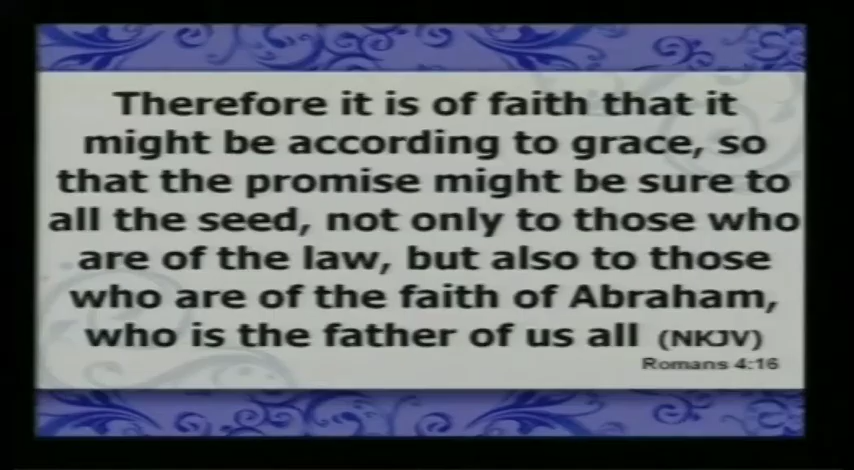 Therefore it is of faith that it
might be according to grace, so
that the promise might be sure to
all the seed, not only to those who
are of the law, but also to those
who are of the faith of Abraham,
who is the father of us all (NKJV)
Romans 4:16